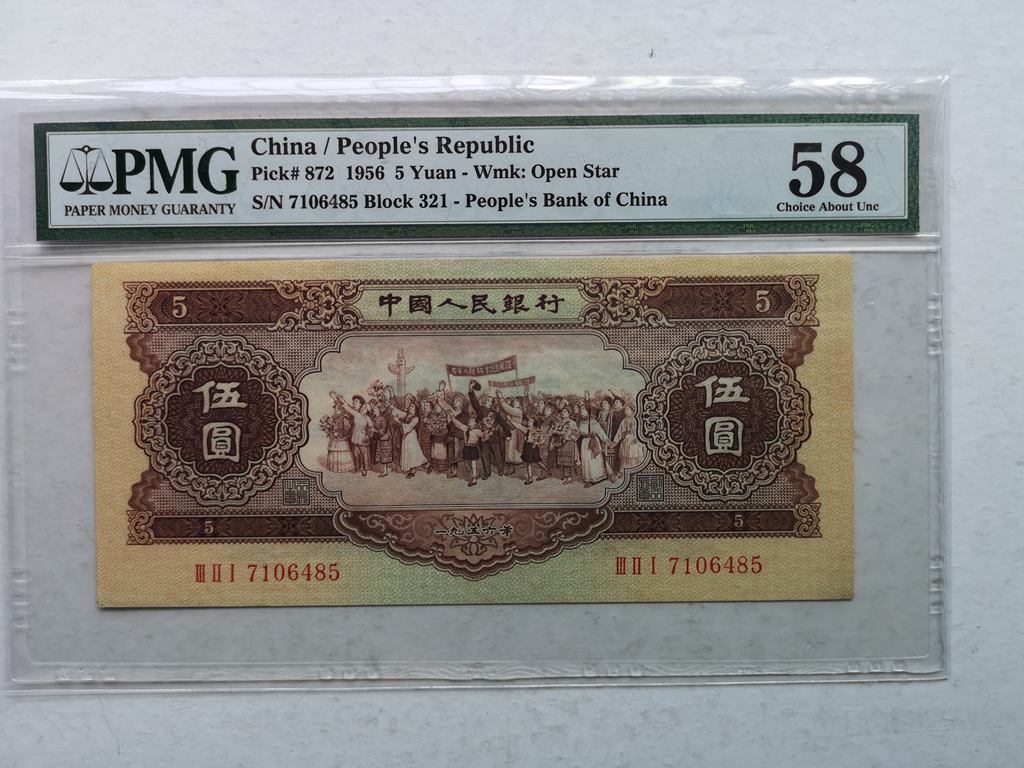 PMG
PAPER MONEY GUARANTY
China / People's Republic
Pick# 872 1956 5 Yuan - Wmk: Open Star
S/N 7106485 Block 321 - People's Bank of China
58
Choice About Unc
5 中國人民銀行 5
伍圓 伍圓
一九五六年
5 5
ⅢⅡⅠ 7106485 ⅢⅡⅠ 7106485